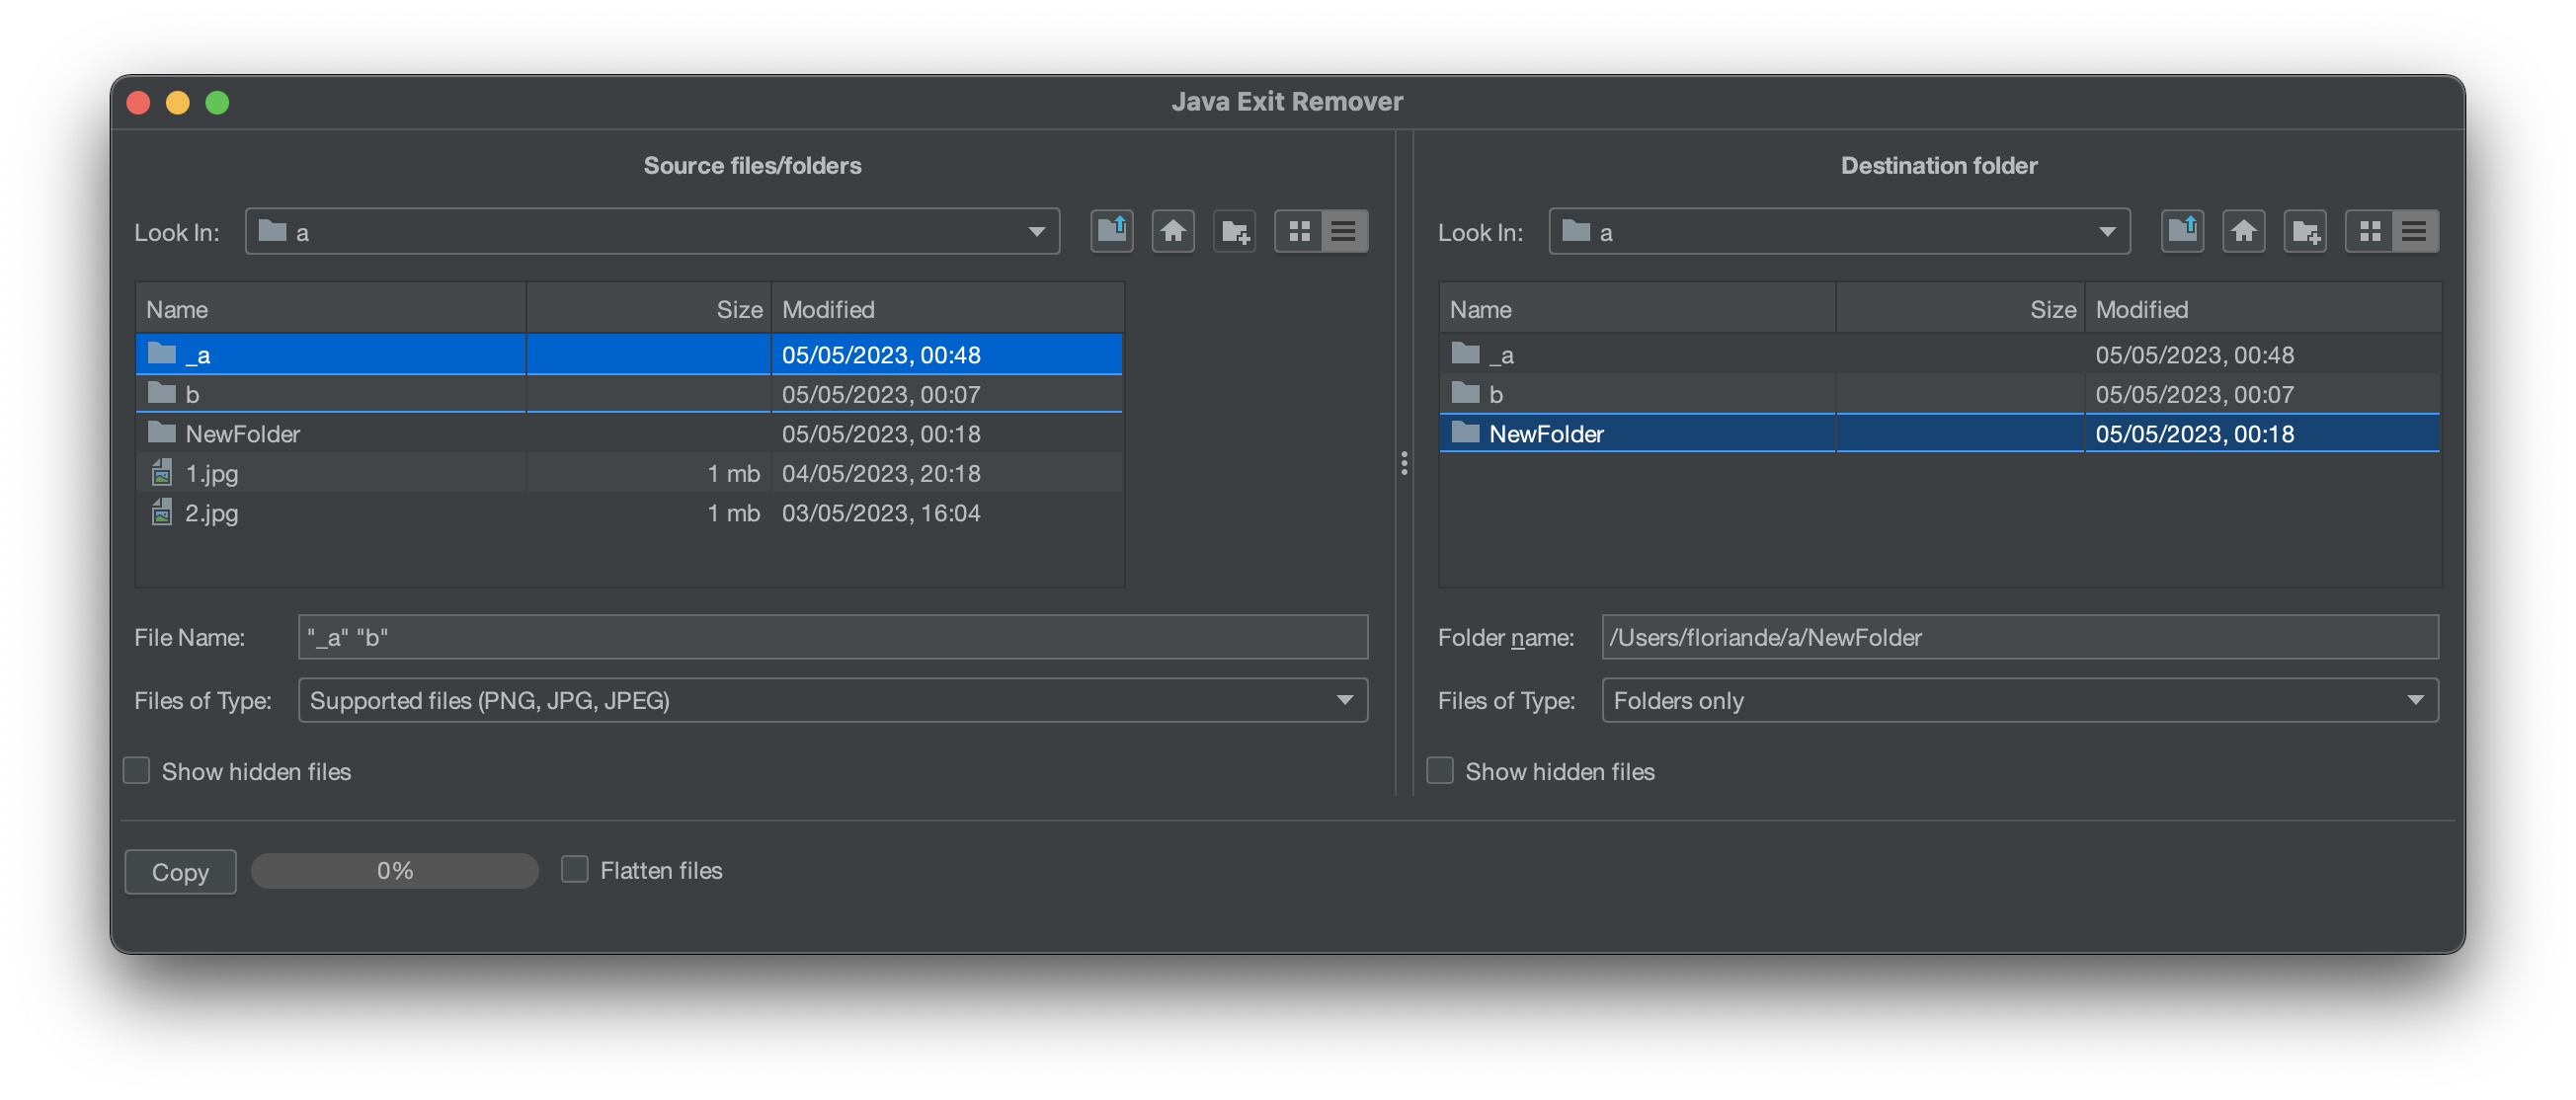 Java Exit Remover
Source files/folders
Look In: a
Name Size Modified
_a 05/05/2023, 00:48
b 05/05/2023, 00:07
NewFolder 05/05/2023, 00:18
1.jpg 1 mb 04/05/2023, 20:18
2.jpg 1 mb 03/05/2023, 16:04
File Name: "_a" "b"
Files of Type: Supported files (PNG, JPG, JPEG)
Show hidden files
Destination folder
Look In: a
Name Size Modified
_a 05/05/2023, 00:48
b 05/05/2023, 00:07
NewFolder 05/05/2023, 00:18
Folder name: /Users/floriande/a/NewFolder
Files of Type: Folders only
Show hidden files
Copy 0% Flatten files